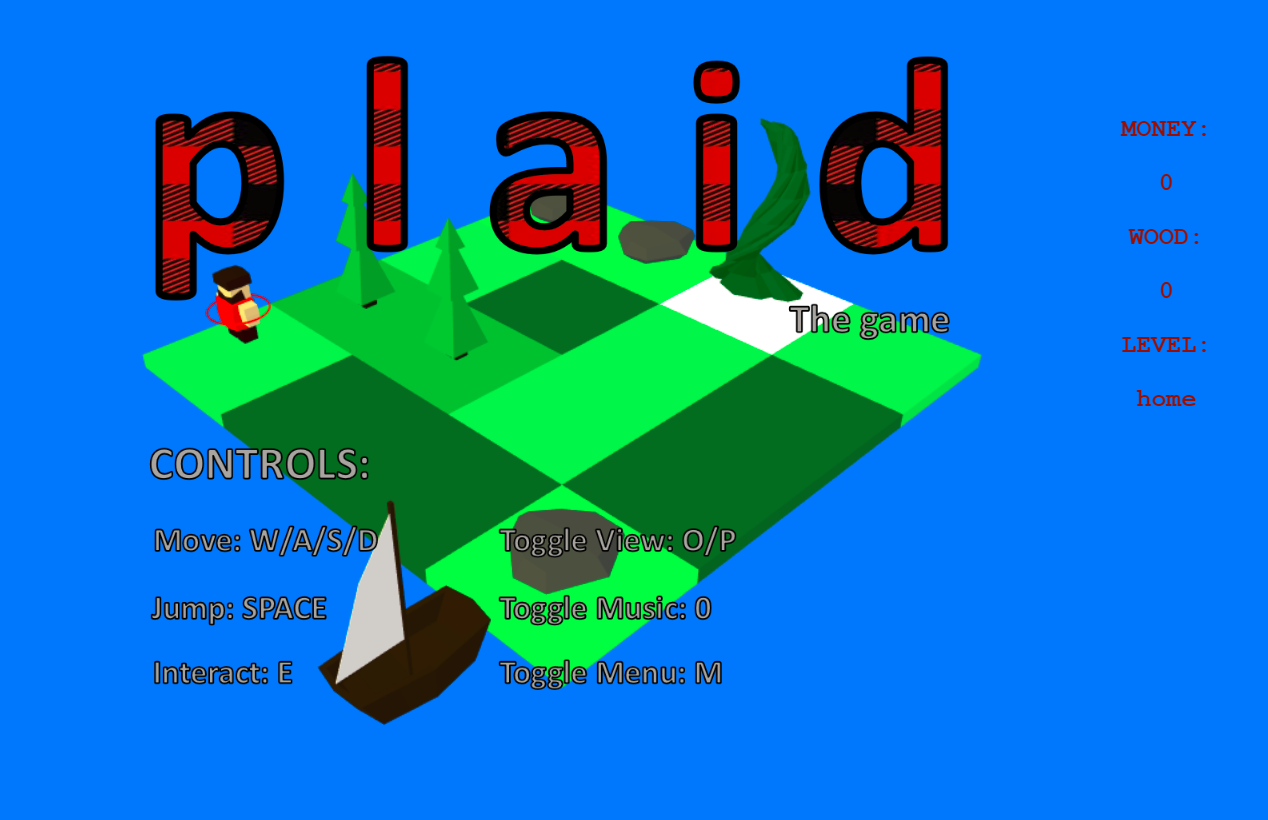 plaid
The game
MONEY:
0
WOOD:
0
LEVEL:
home
CONTROLS:
Move: W/A/S/D
Toggle View: O/P
Jump: SPACE
Toggle Music: 0
Interact: E
Toggle Menu: M